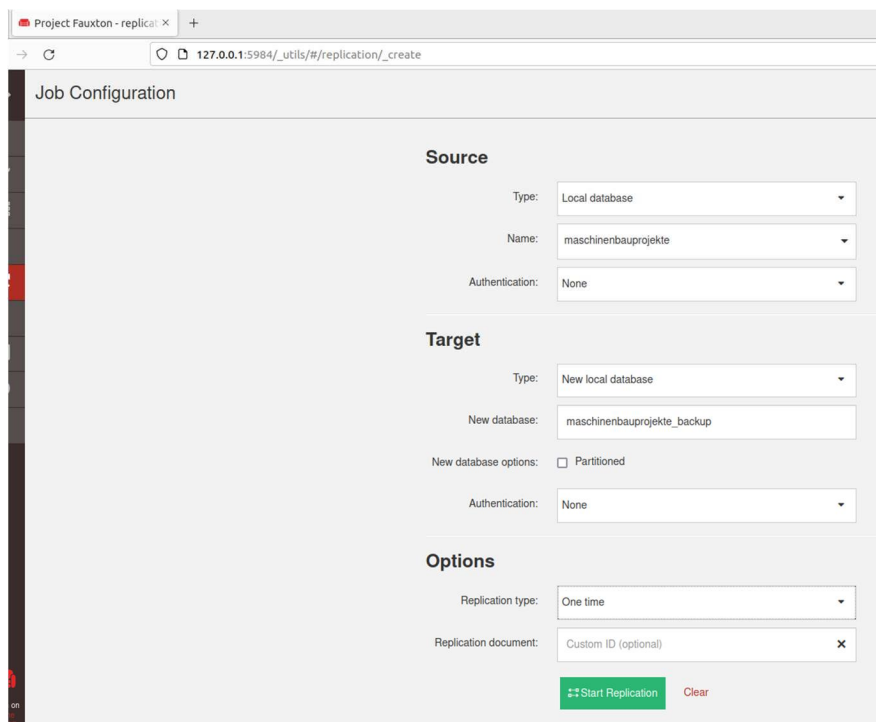 Project Fauxton - replicat
127.0.0.1:5984/_utils/#/replication/_create
Job Configuration
Source
Type: Local database
Name: maschinenbauprojekte
Authentication: None
Target
Type: New local database
New database: maschinenbauprojekte_backup
New database options: Partitioned
Authentication: None
Options
Replication type: One time
Replication document: Custom ID (optional)
Start Replication Clear
on